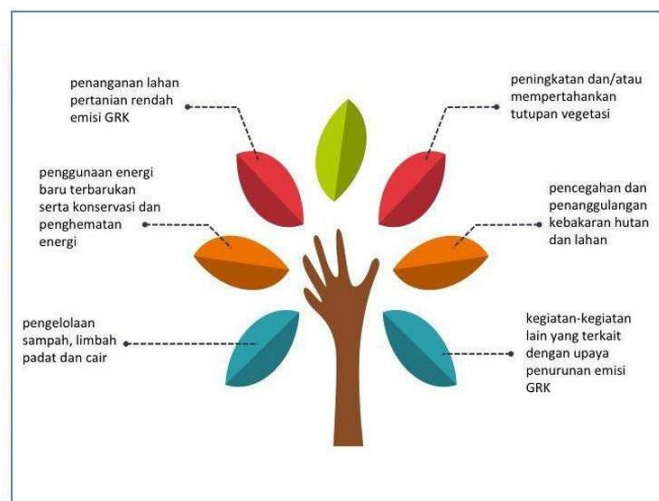 penanganan lahan
pertanian rendah
emisi GRK
peningkatan dan/atau
mempertahankan
tutupan vegetasi
penggunaan energi
baru terbarukan
serta konservasi dan
penghematan
energi
pencegahan dan
penanggulangan
kebakaran hutan
dan lahan
pengelolaan
sampah, limbah
padat dan cair
kegiatan-kegiatan
lain yang terkait
dengan upaya
penurunan emisi
GRK